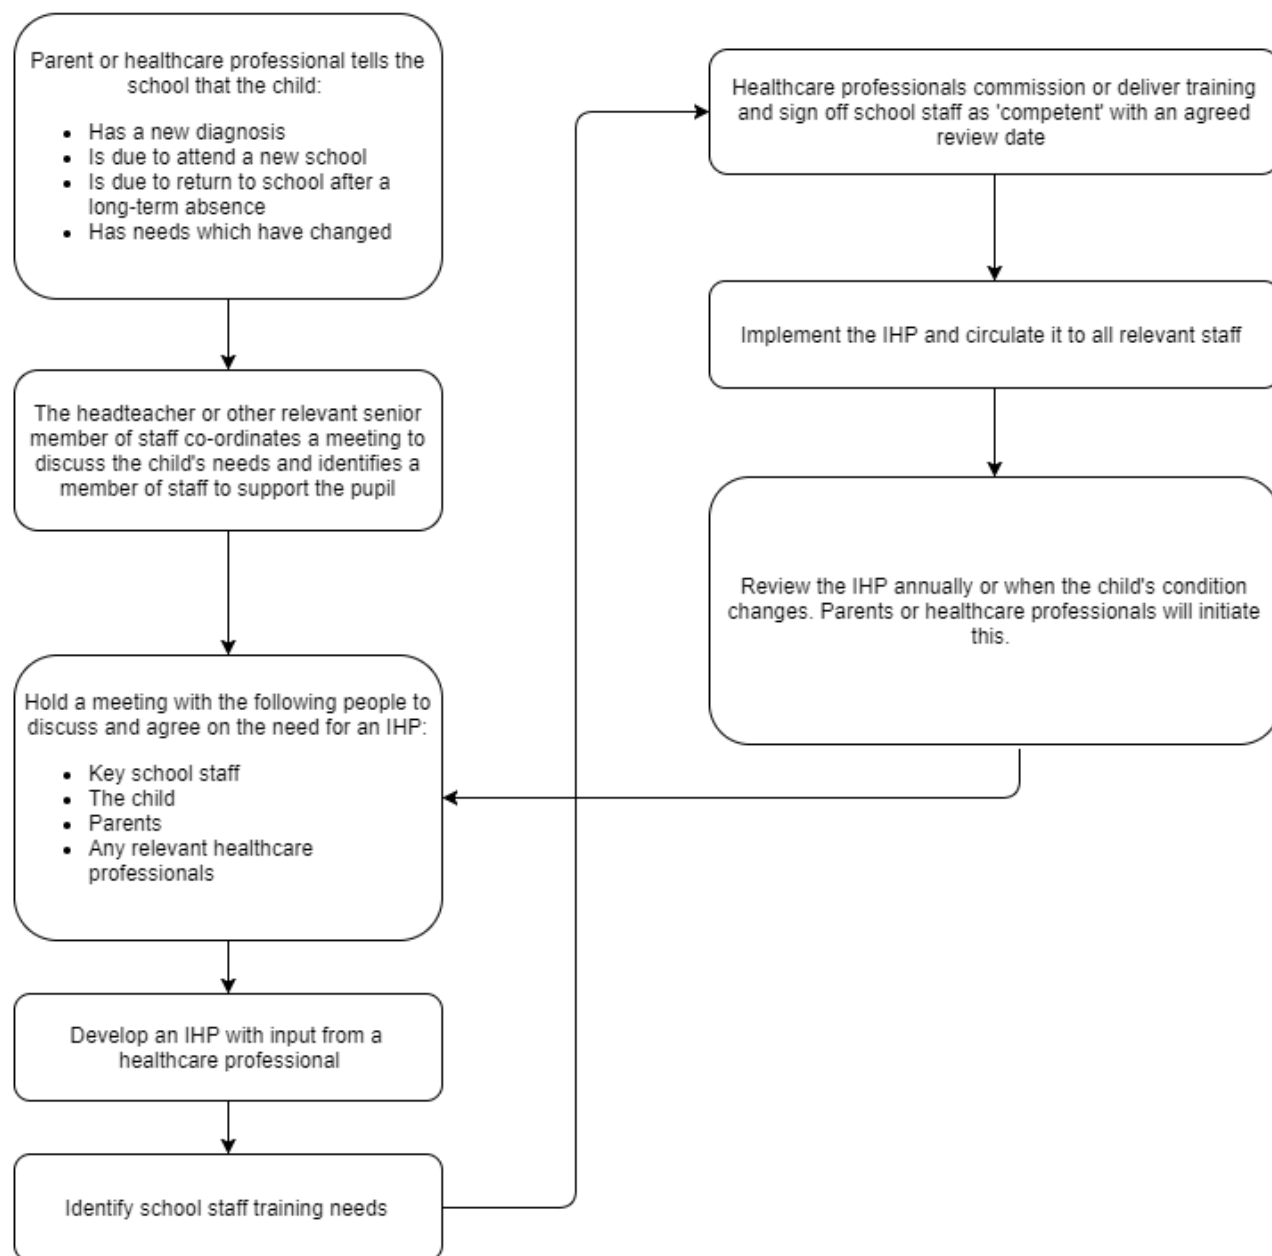 Parent or healthcare professional tells the
school that the child:
• Has a new diagnosis
• Is due to attend a new school
• Is due to return to school after a
long-term absence
• Has needs which have changed
The headteacher or other relevant senior
member of staff co-ordinates a meeting to
discuss the child's needs and identifies a
member of staff to support the pupil
Hold a meeting with the following people to
discuss and agree on the need for an IHP:
• Key school staff
• The child
• Parents
• Any relevant healthcare
professionals
Develop an IHP with input from a
healthcare professional
Identify school staff training needs
Healthcare professionals commission or deliver training
and sign off school staff as 'competent' with an agreed
review date
Implement the IHP and circulate it to all relevant staff
Review the IHP annually or when the child's condition
changes. Parents or healthcare professionals will initiate
this.